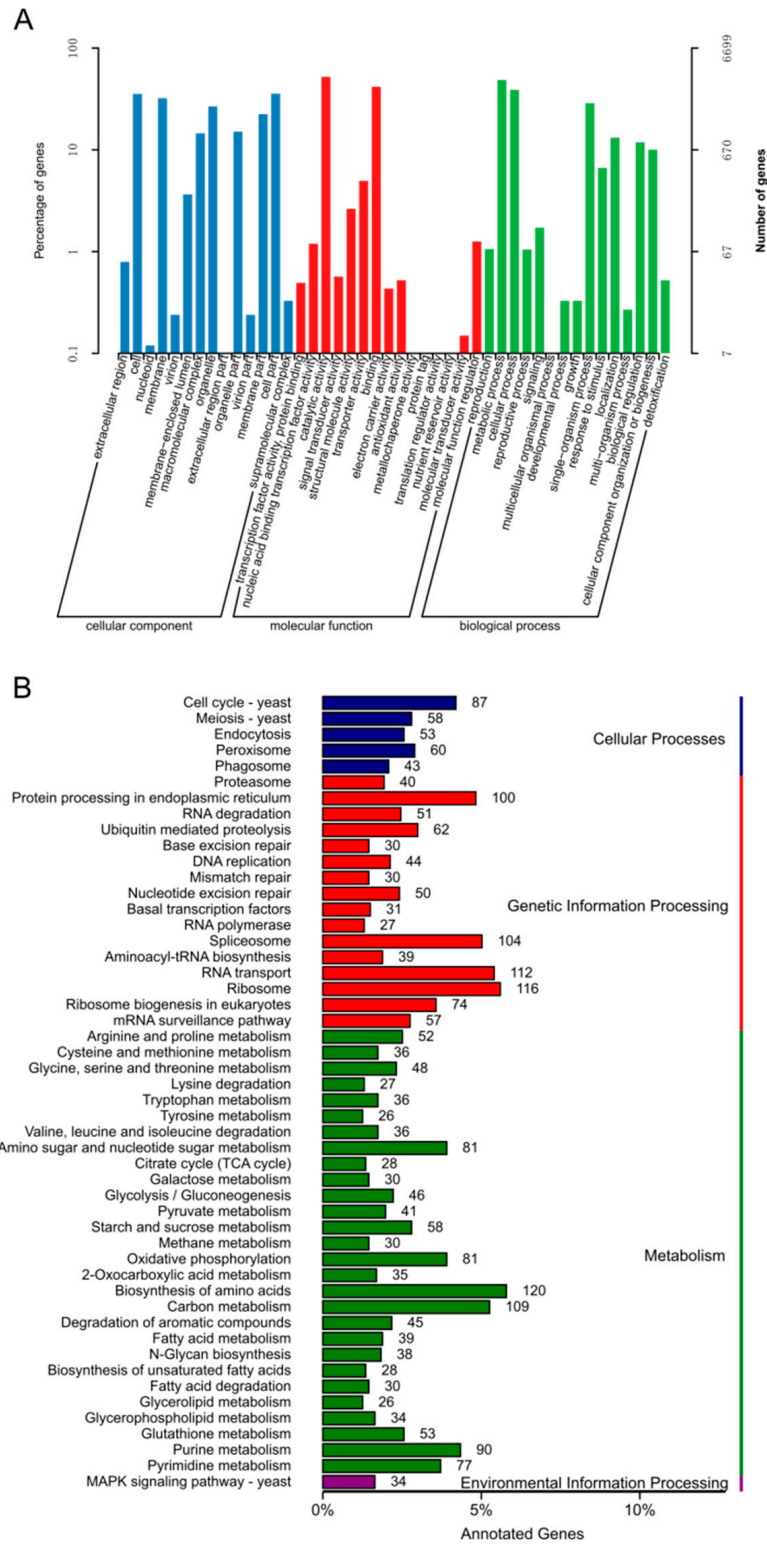 A
100
10
1
0.1
Percentage of genes
6699
670
67
7
Number of genes
extracellular region
cell
nucleoid
membrane
virion
membrane-enclosed lumen
macromolecular complex
organelle
extracellular region part
organelle part
virion part
membrane part
cell part
supramolecular complex
transcription factor activity, protein binding
nucleic acid binding transcription factor activity
catalytic activity
signal transducer activity
structural molecule activity
transporter activity
binding
electron carrier activity
antioxidant activity
metallochaperone activity
protein tag
translation regulator activity
nutrient reservoir activity
molecular transducer activity
molecular function regulator
reproduction
metabolic process
cellular process
reproductive process
signaling
multicellular organismal process
developmental process
growth
single-organism process
response to stimulus
localization
multi-organism process
biological regulation
cellular component organization or biogenesis
detoxification
cellular component
molecular function
biological process
B
Cell cycle - yeast 87
Meiosis - yeast 58
Endocytosis 53
Cellular Processes
Peroxisome 60
Phagosome 43
Proteasome 40
Protein processing in endoplasmic reticulum 100
RNA degradation 51
Ubiquitin mediated proteolysis 62
Base excision repair 30
DNA replication 44
Mismatch repair 30
Nucleotide excision repair 50
Genetic Information Processing
Basal transcription factors 31
RNA polymerase 27
Spliceosome 104
Aminoacyl-tRNA biosynthesis 39
RNA transport 112
Ribosome 116
Ribosome biogenesis in eukaryotes 74
mRNA surveillance pathway 57
Arginine and proline metabolism 52
Cysteine and methionine metabolism 36
Glycine, serine and threonine metabolism 48
Lysine degradation 27
Tryptophan metabolism 36
Tyrosine metabolism 26
Valine, leucine and isoleucine degradation 36
Amino sugar and nucleotide sugar metabolism 81
Citrate cycle (TCA cycle) 28
Galactose metabolism 30
Glycolysis / Gluconeogenesis 46
Pyruvate metabolism 41
Starch and sucrose metabolism 58
Methane metabolism 30
Oxidative phosphorylation 81
Metabolism
2-Oxocarboxylic acid metabolism 35
Biosynthesis of amino acids 120
Carbon metabolism 109
Degradation of aromatic compounds 45
Fatty acid metabolism 39
N-Glycan biosynthesis 38
Biosynthesis of unsaturated fatty acids 28
Fatty acid degradation 30
Glycerolipid metabolism 26
Glycerophospholipid metabolism 34
Glutathione metabolism 53
Purine metabolism 90
Pyrimidine metabolism 77
MAPK signaling pathway - yeast 34 Environmental Information Processing
0% 5% 10%
Annotated Genes